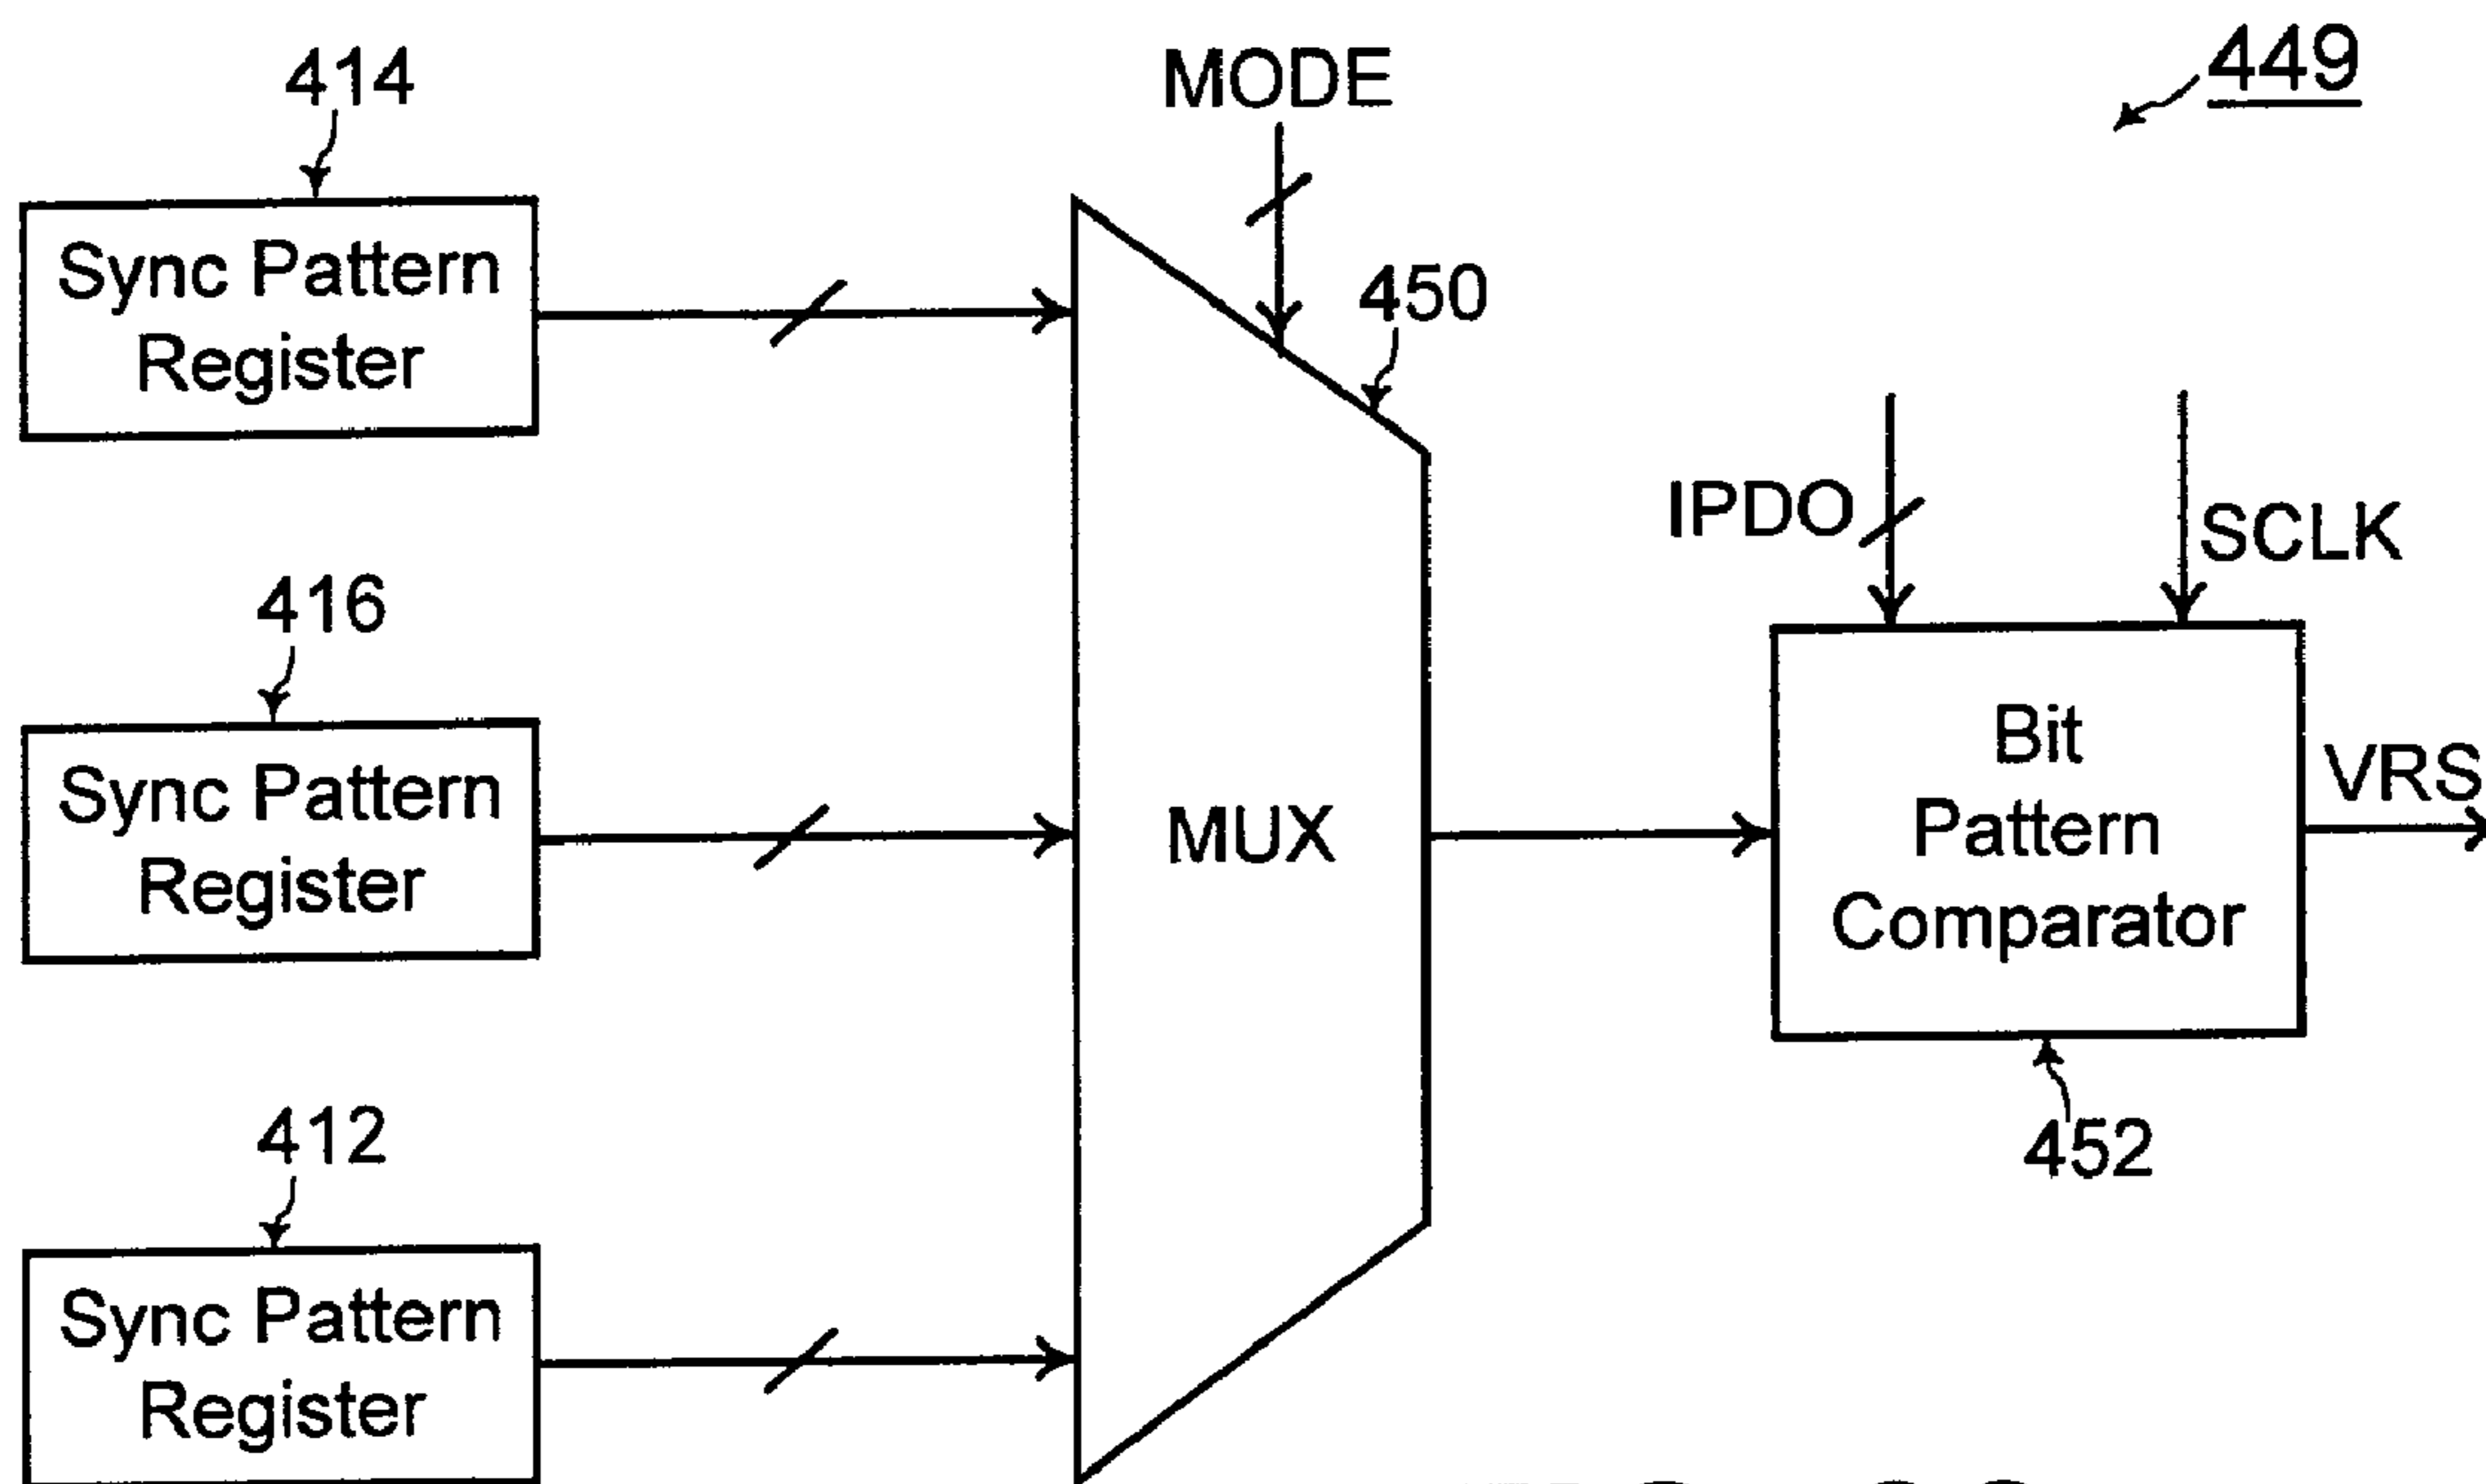 414
MODE
449
Sync Pattern
Register
450
IPDO
SCLK
416
Sync Pattern
Register
MUX
Bit
Pattern
Comparator
VRS
452
412
Sync Pattern
Register